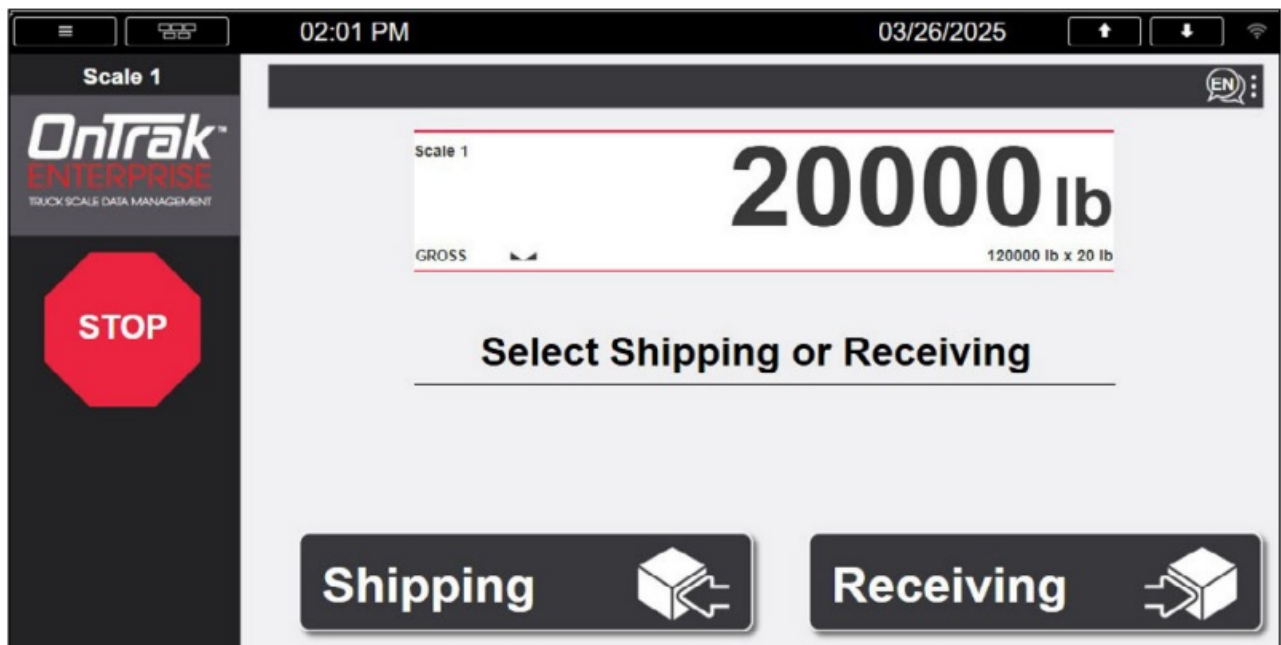 02:01 PM
03/26/2025
Scale 1
EN
OnTrak™
ENTERPRISE
TRUCK SCALE DATA MANAGEMENT
Scale 1
20000 lb
GROSS
120000 lb x 20 lb
STOP
Select Shipping or Receiving
Shipping
Receiving